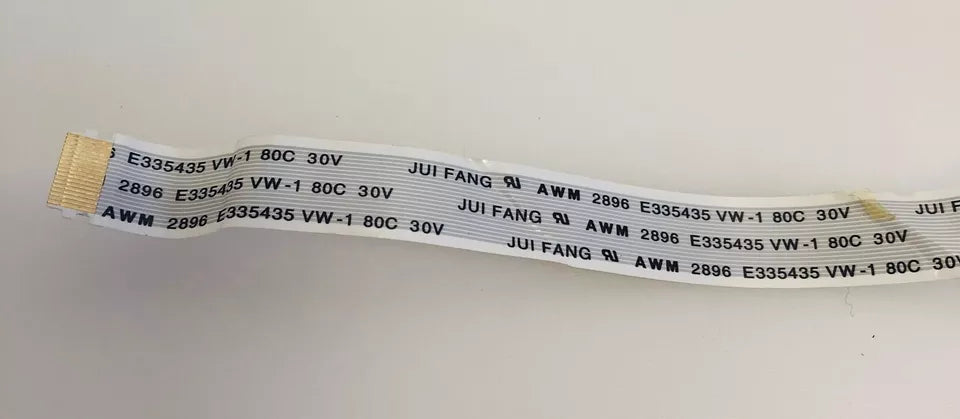 E335435 VW-1 80C 30V JUI FANG AWM 2896 E335435 VW-1 80C 30V JUI
2896 E335435 VW-1 80C 30V JUI FANG AWM 2896 E335435 VW-1 80C 30V
AWM 2896 E335435 VW-1 80C 30V JUI FANG AWM 2896 E335435 VW-1 80C 30V